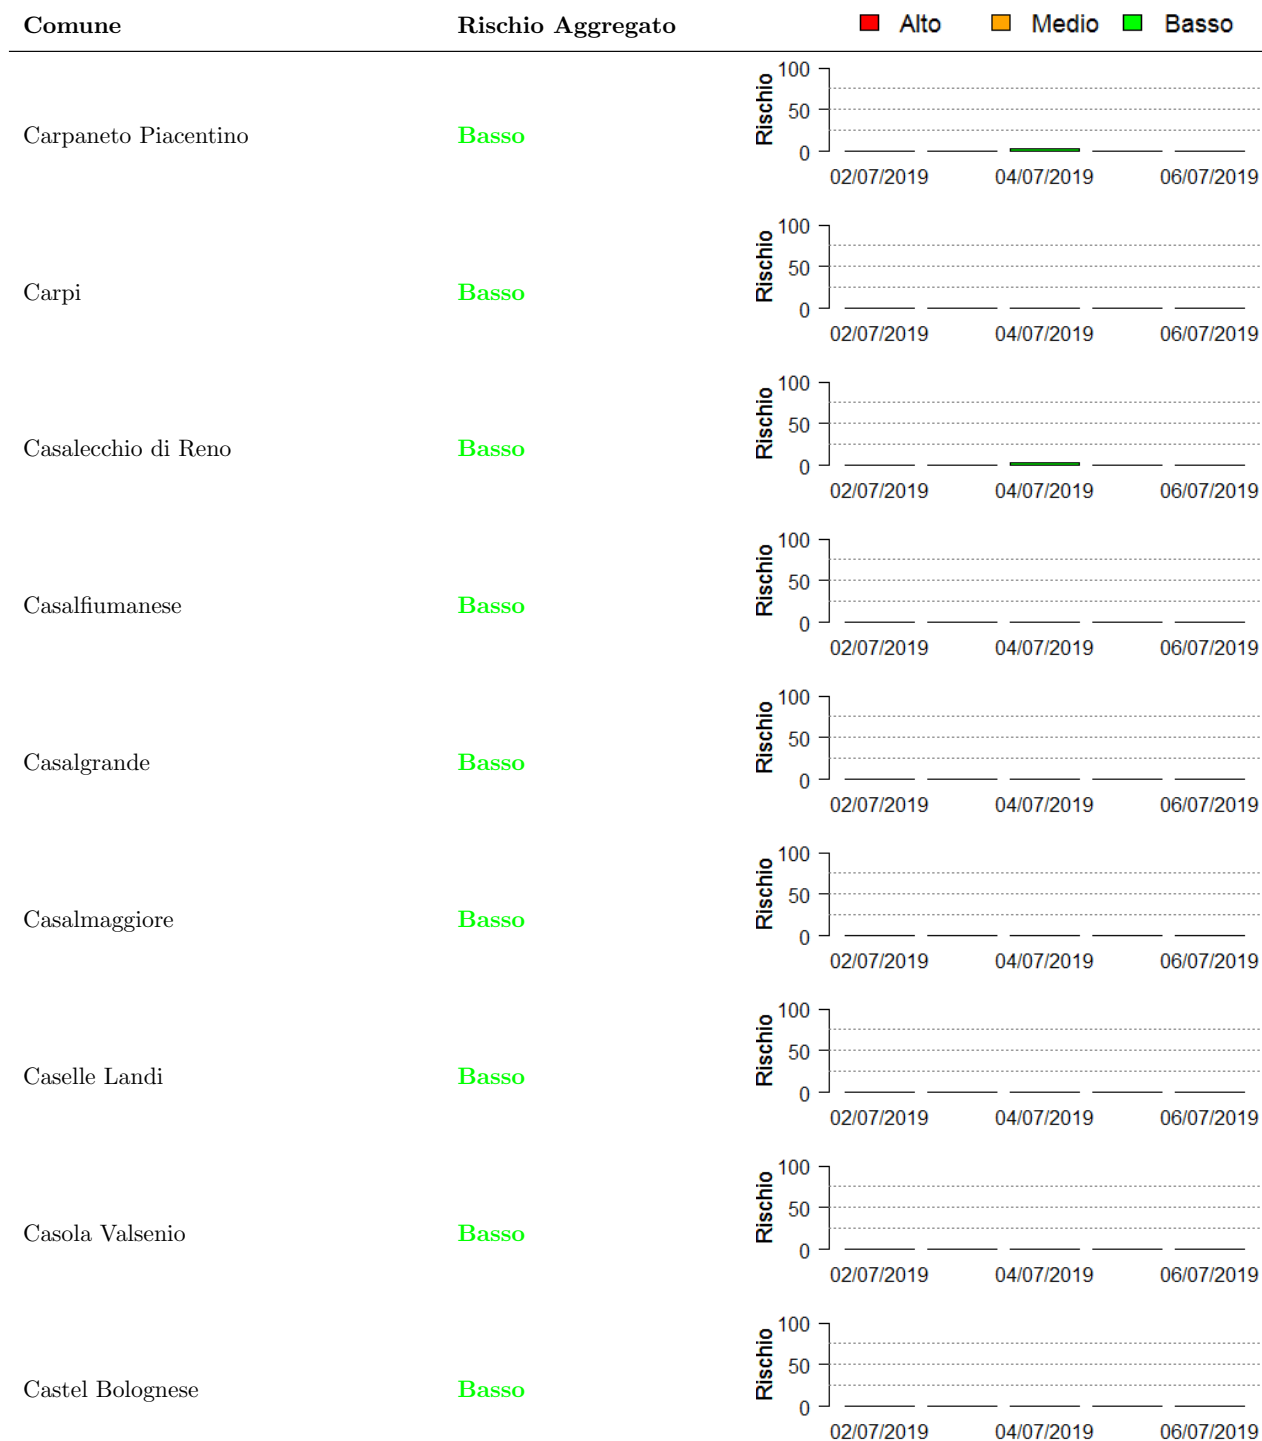 Comune Rischio Aggregato Alto Medio Basso
100
50
0
Rischio
Carpaneto Piacentino Basso
02/07/2019 04/07/2019 06/07/2019
100
50
0
Rischio
Carpi Basso
02/07/2019 04/07/2019 06/07/2019
100
50
0
Rischio
Casalecchio di Reno Basso
02/07/2019 04/07/2019 06/07/2019
100
50
0
Rischio
Casalfiumanese Basso
02/07/2019 04/07/2019 06/07/2019
100
50
0
Rischio
Casalgrande Basso
02/07/2019 04/07/2019 06/07/2019
100
50
0
Rischio
Casalmaggiore Basso
02/07/2019 04/07/2019 06/07/2019
100
50
0
Rischio
Caselle Landi Basso
02/07/2019 04/07/2019 06/07/2019
100
50
0
Rischio
Casola Valsenio Basso
02/07/2019 04/07/2019 06/07/2019
100
50
0
Rischio
Castel Bolognese Basso
02/07/2019 04/07/2019 06/07/2019